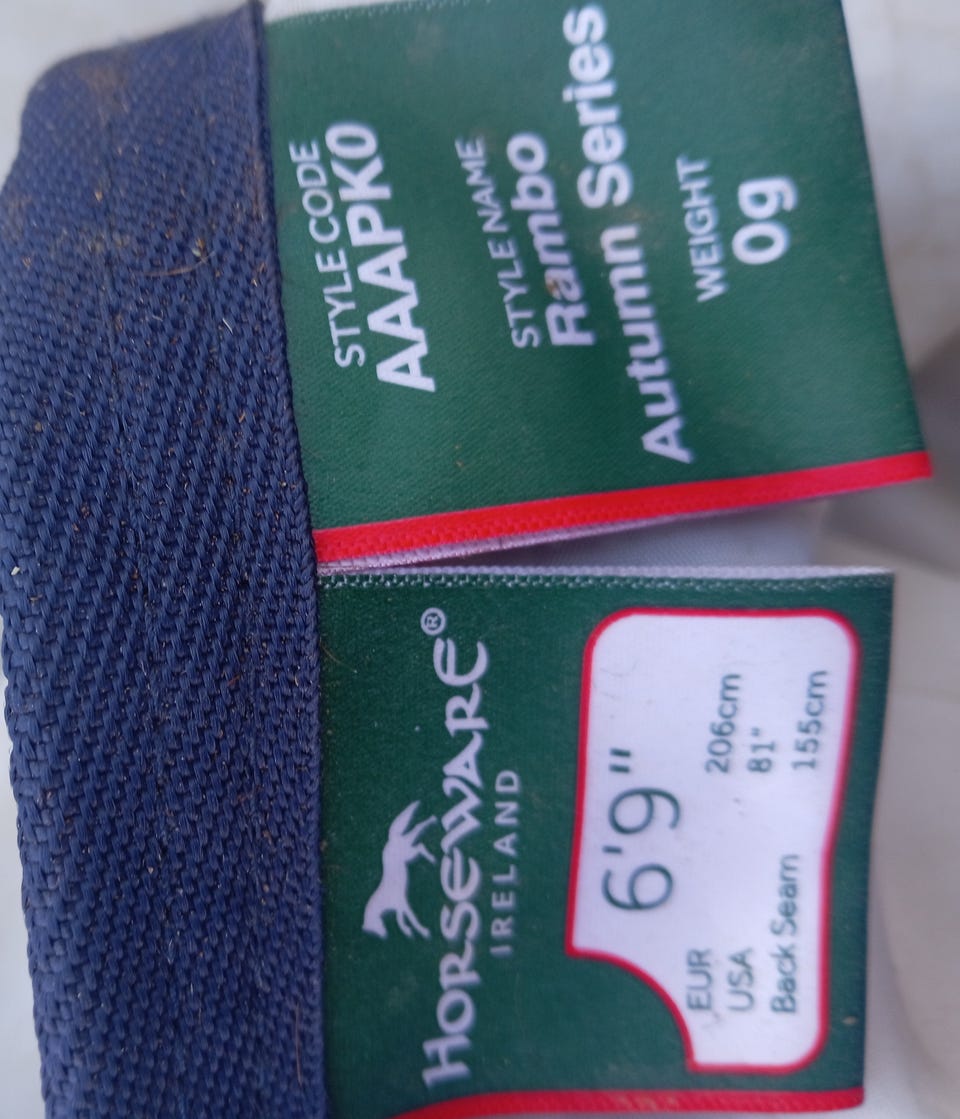 STYLE CODE
AAAPK0
STYLE NAME
Rambo
Autumn Series
WEIGHT
0g
HORSEWARE®
IRELAND
6'9"
EUR 206cm
USA 81"
Back Seam 155cm